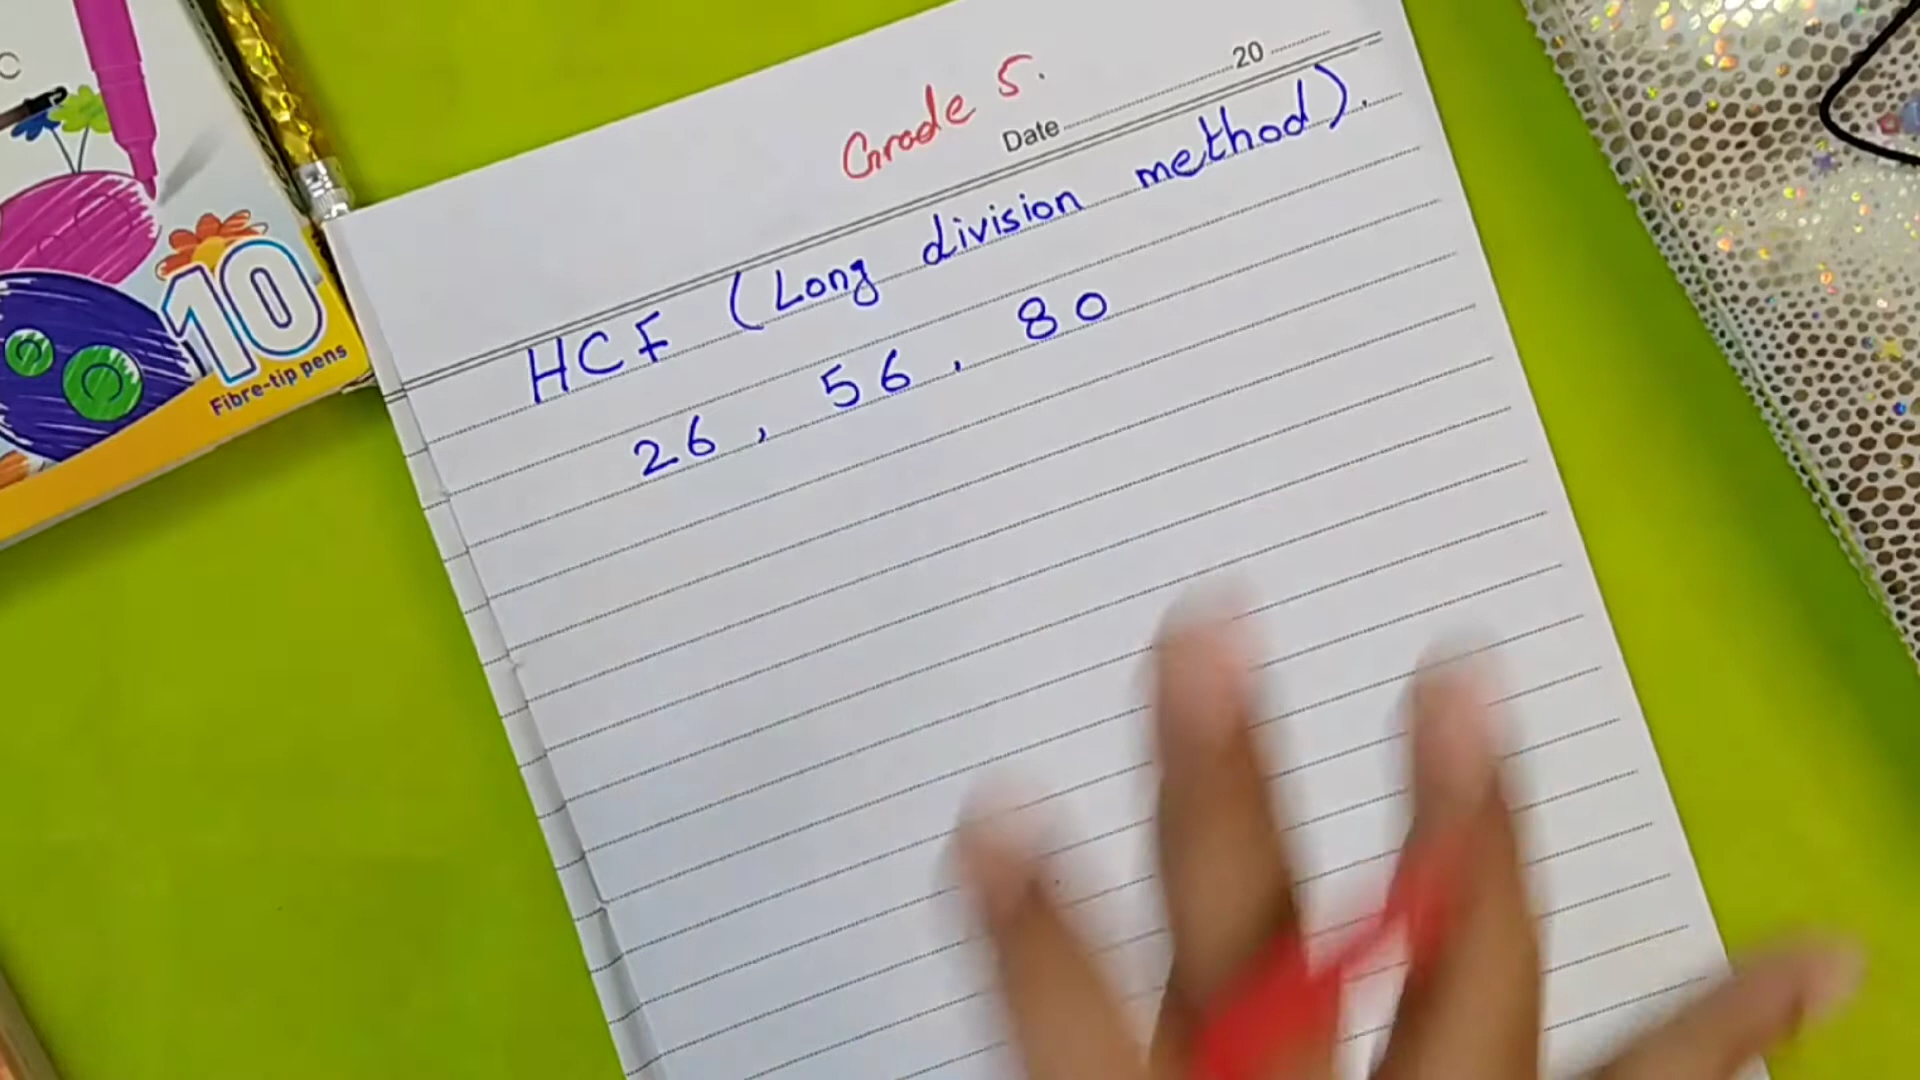 Grade 5.
Date 20
HCF (Long division method).
26, 56, 80
10
Fibre-tip pens